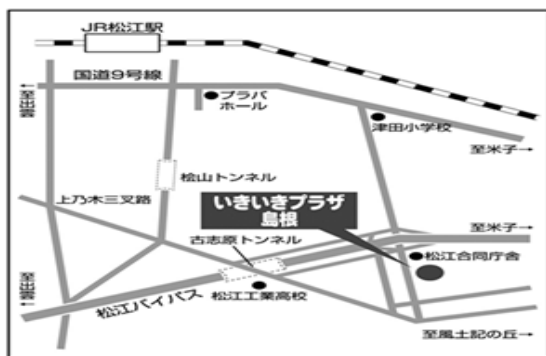 JR松江駅
国道9号線
←至出雲
プラバ
ホール
津田小学校
至米子→
桧山トンネル
上乃木三叉路
いきいきプラザ
島根
至米子→
古志原トンネル
松江合同庁舎
←至出雲
松江バイパス
松江工業高校
至風土記の丘→